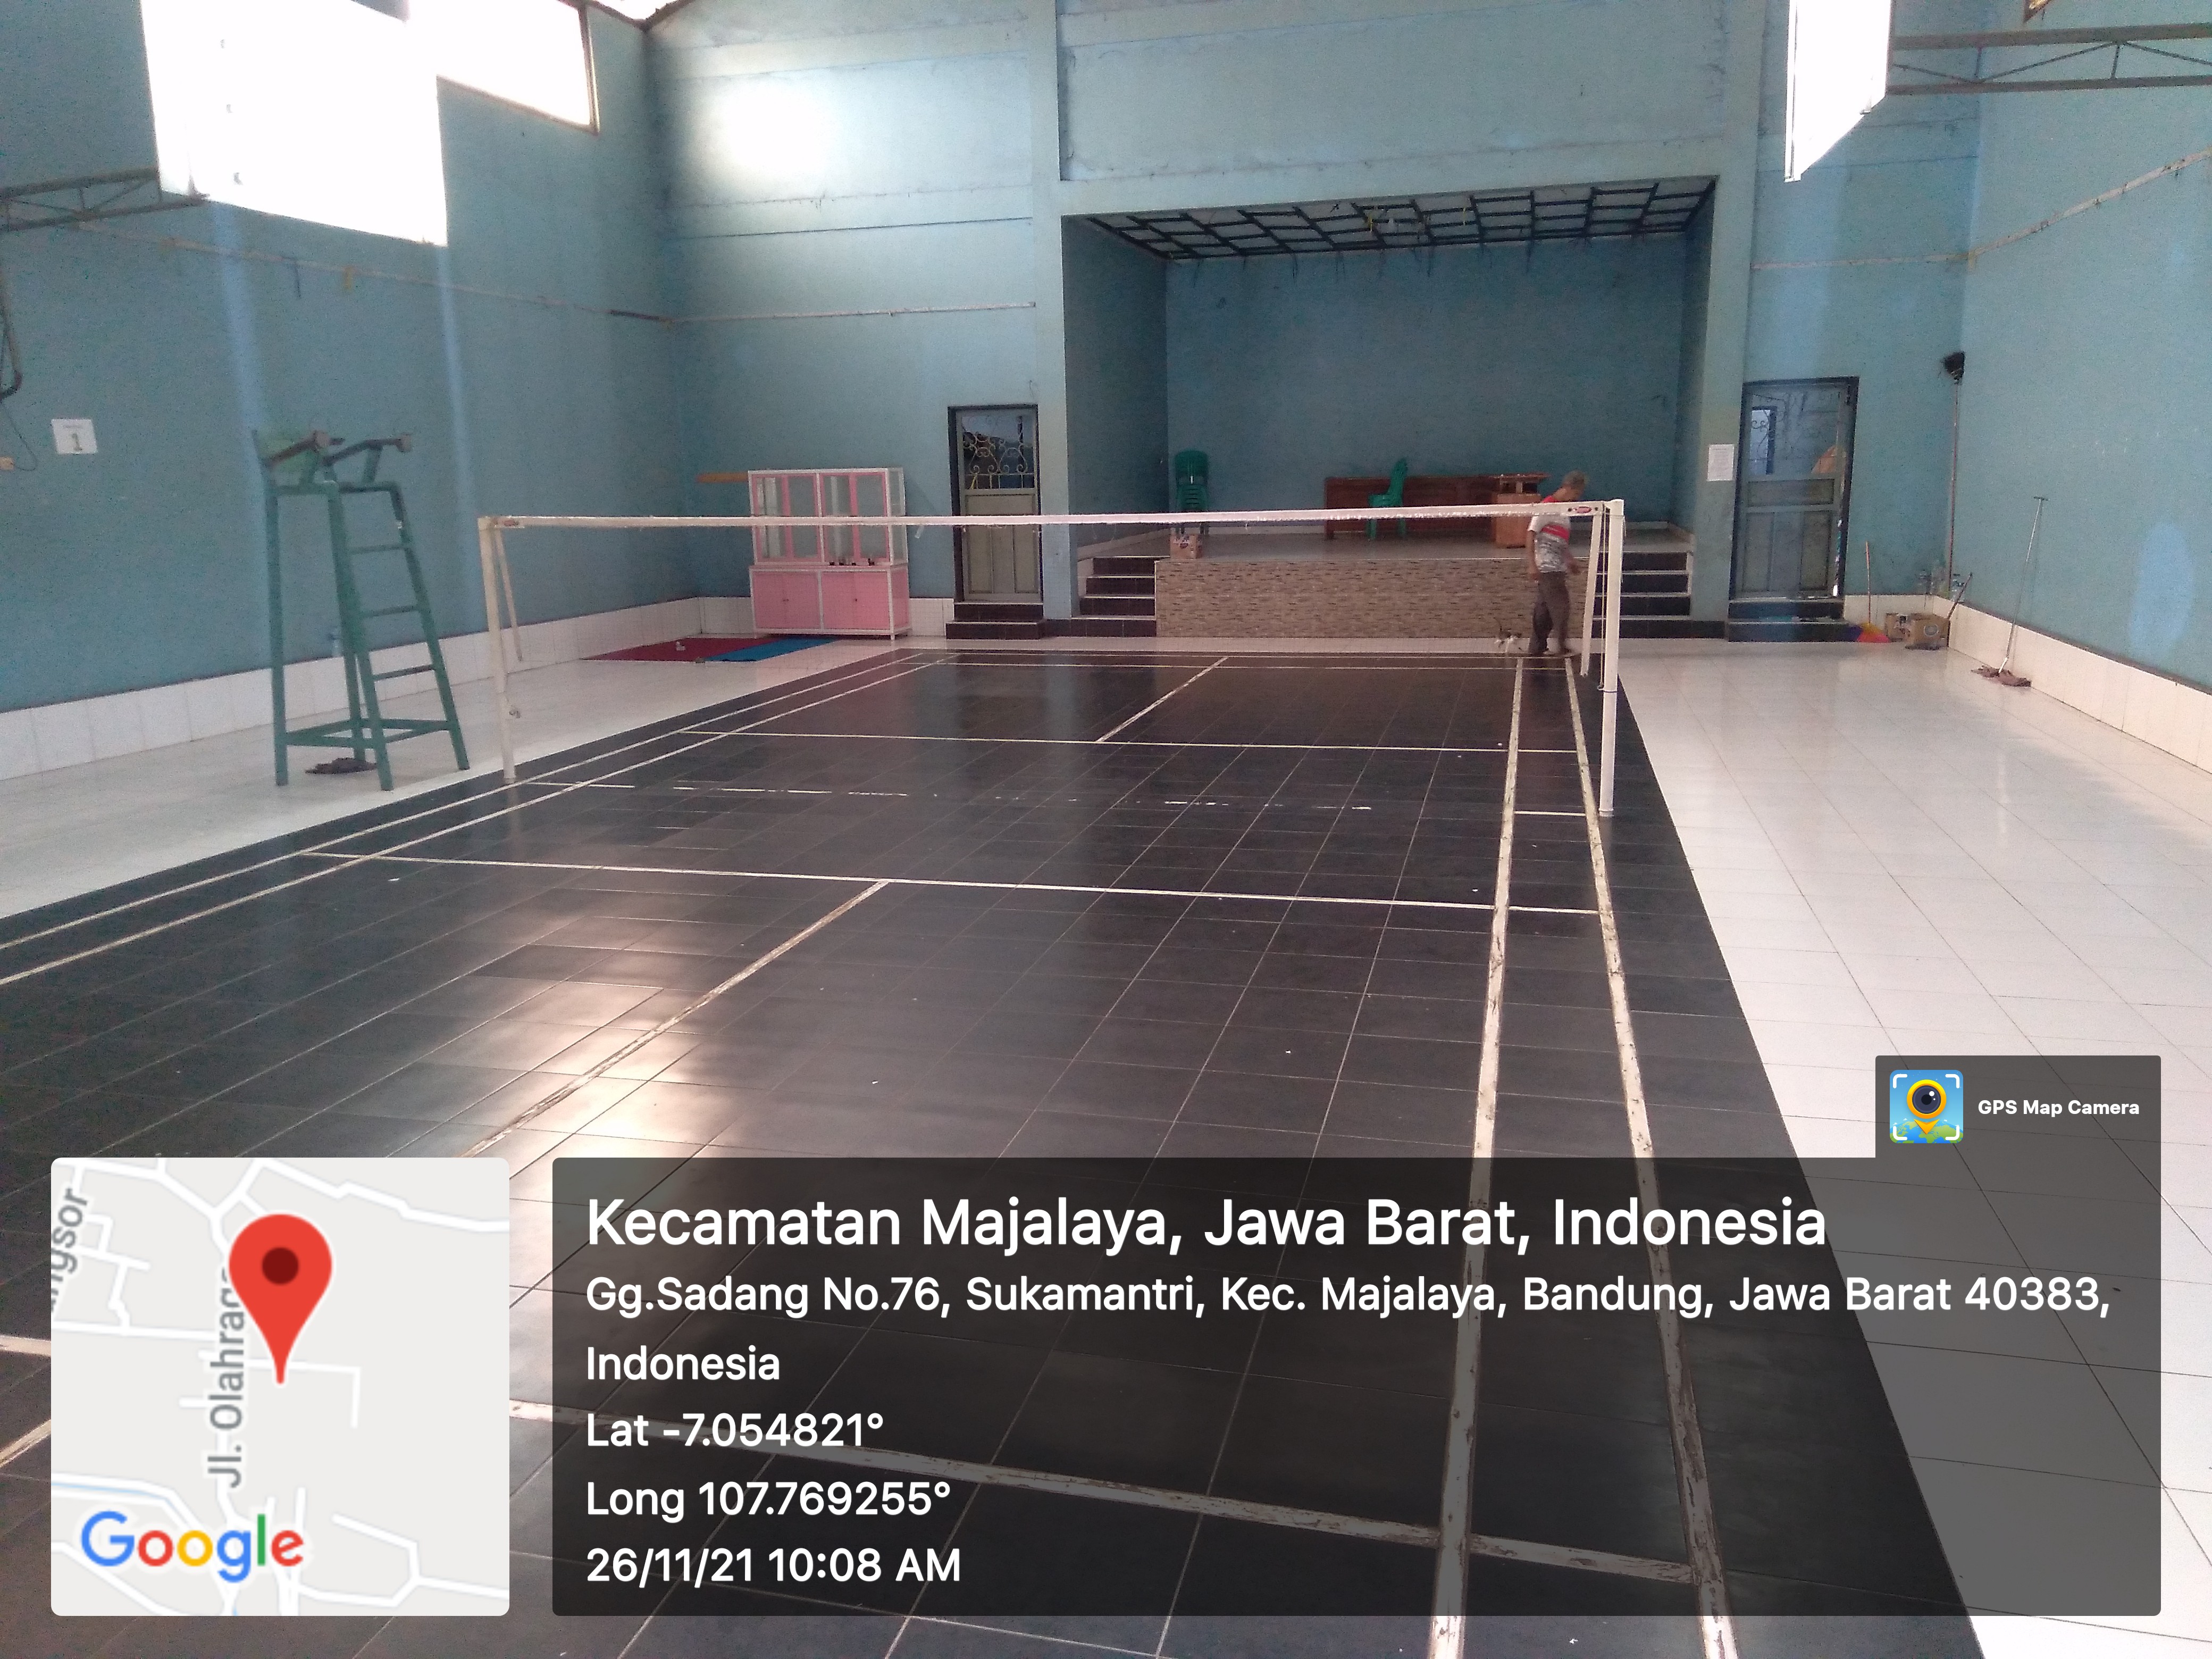 1
GPS Map Camera
Kecamatan Majalaya, Jawa Barat, Indonesia
Gg.Sadang No.76, Sukamantri, Kec. Majalaya, Bandung, Jawa Barat 40383,
Indonesia
Lat -7.054821°
Long 107.769255°
26/11/21 10:08 AM
Jl. Olahraga
Google